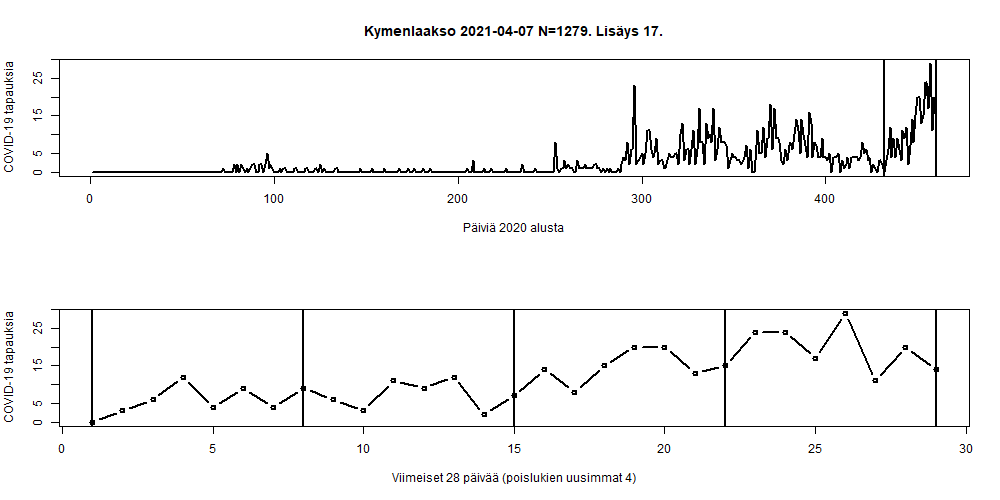 Kymenlaakso 2021-04-07 N=1279. Lisäys 17.
COVID-19 tapauksia
0 5 15 25
0 100 200 300 400
Päiviä 2020 alusta
COVID-19 tapauksia
0 5 15 25
0 5 10 15 20 25 30
Viimeiset 28 päivää (poislukien uusimmat 4)